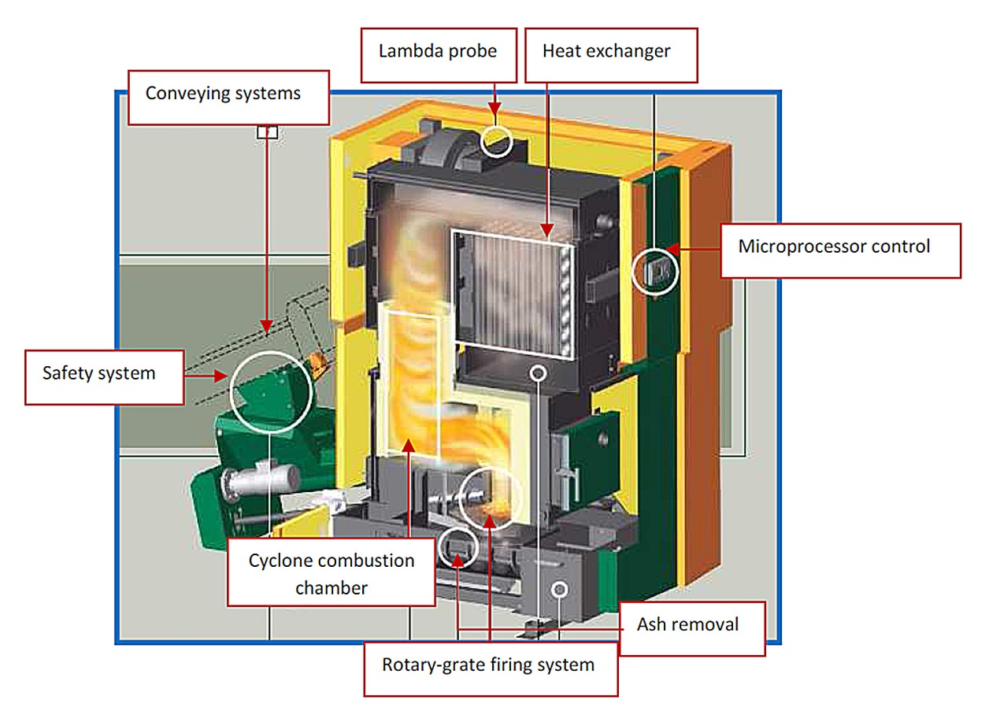 Lambda probe
Heat exchanger
Conveying systems
Microprocessor control
Safety system
Cyclone combustion
chamber
Ash removal
Rotary-grate firing system